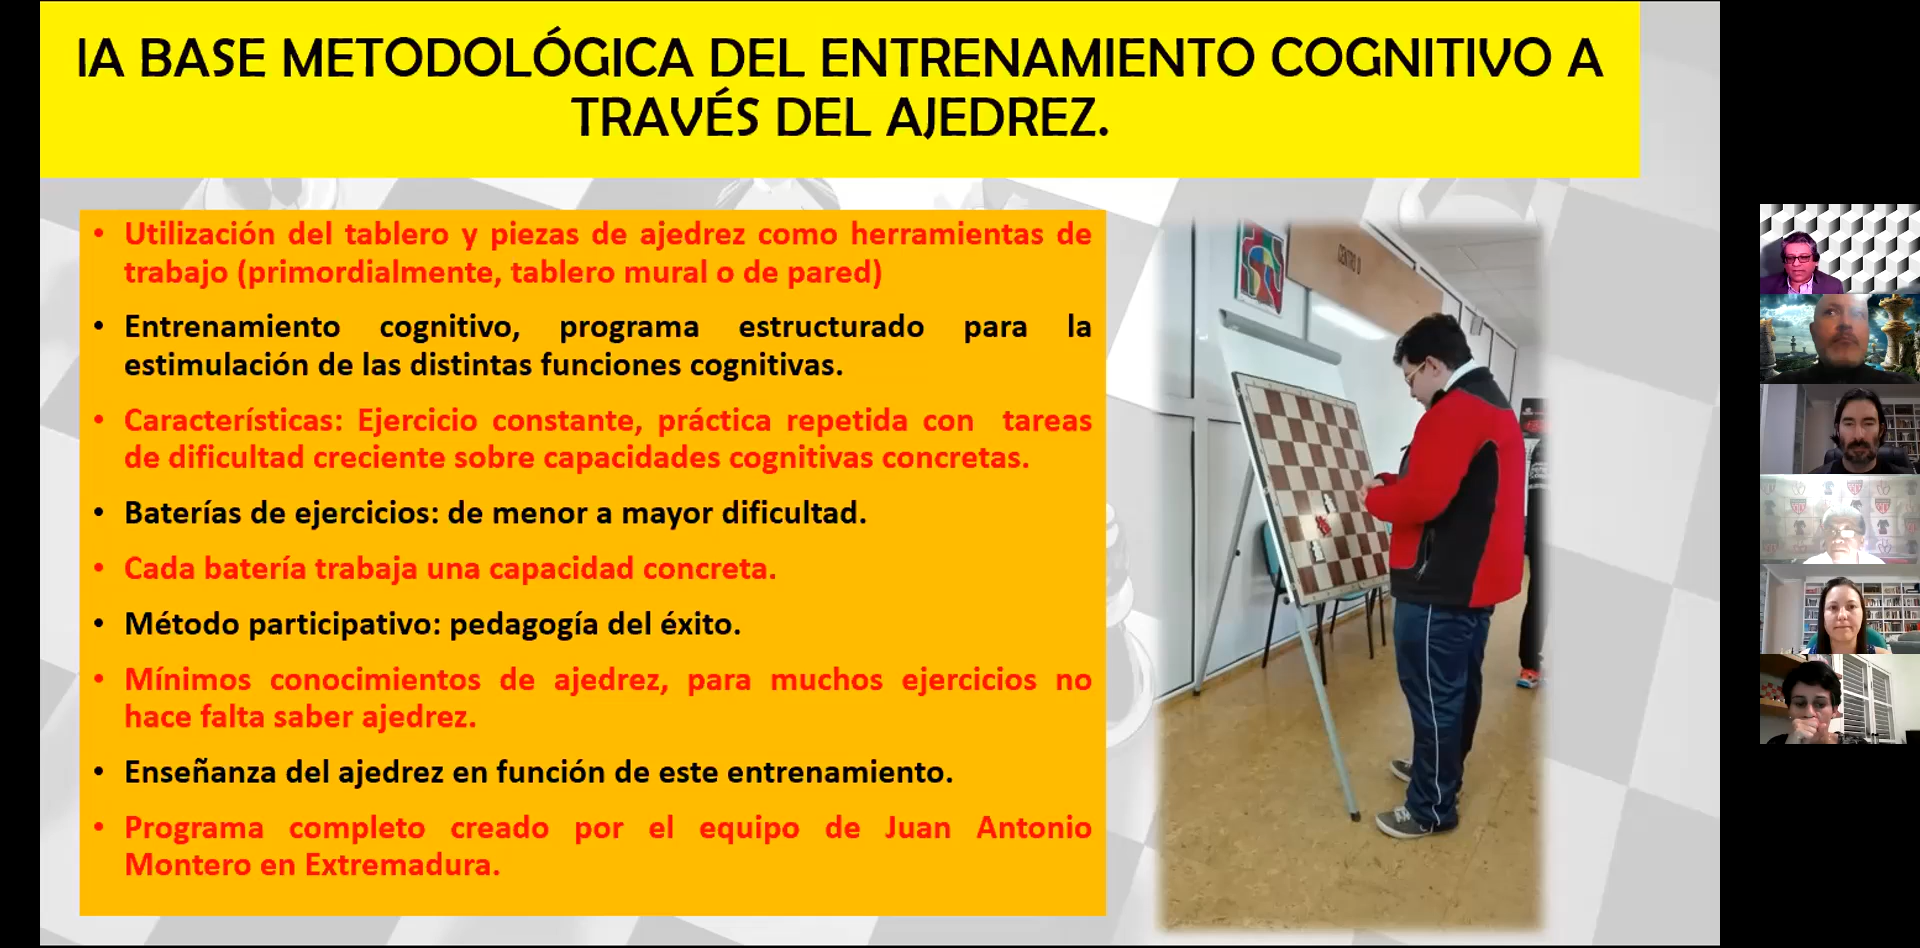 IA BASE METODOLÓGICA DEL ENTRENAMIENTO COGNITIVO A
TRAVÉS DEL AJEDREZ.
• Utilización del tablero y piezas de ajedrez como herramientas de
trabajo (primordialmente, tablero mural o de pared)
• Entrenamiento cognitivo, programa estructurado para la
estimulación de las distintas funciones cognitivas.
• Características: Ejercicio constante, práctica repetida con tareas
de dificultad creciente sobre capacidades cognitivas concretas.
• Baterías de ejercicios: de menor a mayor dificultad.
• Cada batería trabaja una capacidad concreta.
• Método participativo: pedagogía del éxito.
• Mínimos conocimientos de ajedrez, para muchos ejercicios no
hace falta saber ajedrez.
• Enseñanza del ajedrez en función de este entrenamiento.
• Programa completo creado por el equipo de Juan Antonio
Montero en Extremadura.